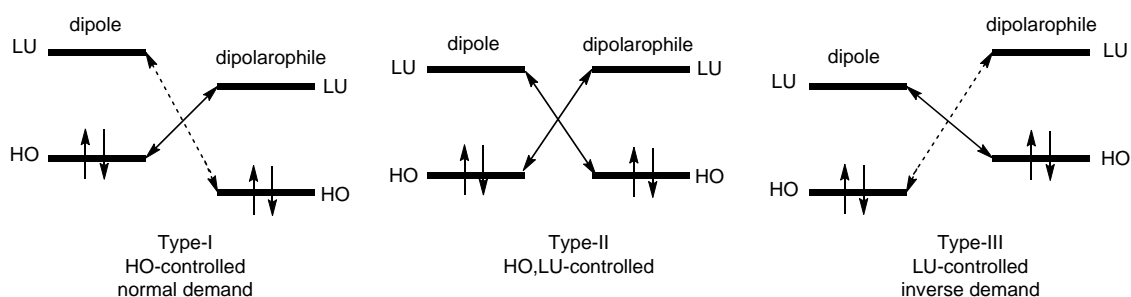 dipole
LU
dipolarophile
LU
HO
HO
Type-I
HO-controlled
normal demand
dipole
dipolarophile
LU
LU
HO
HO
Type-II
HO,LU-controlled
dipolarophile
dipole
LU
LU
HO
HO
Type-III
LU-controlled
inverse demand